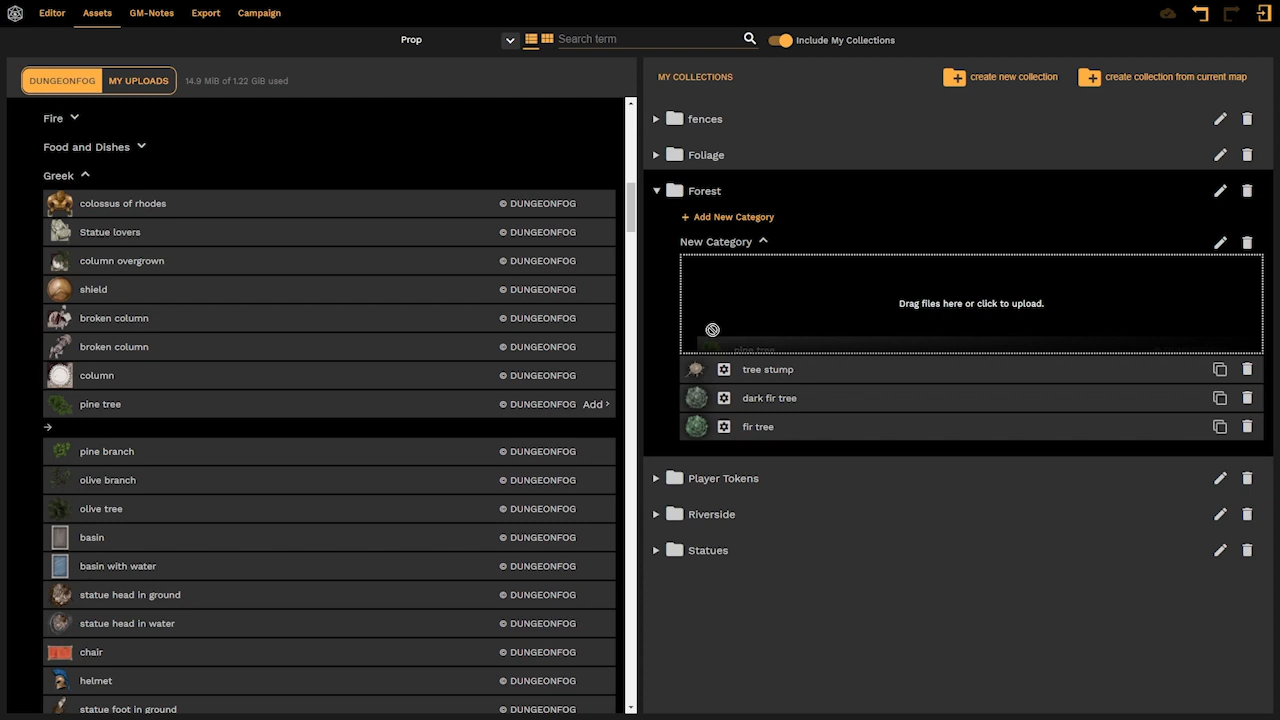 Editor Assets GM-Notes Export Campaign
Prop Search term Include My Collections
DUNGEONFOG MY UPLOADS 14.9 MiB of 1.22 GiB used
Fire
Food and Dishes
Greek
colossus of rhodes © DUNGEONFOG
Statue lovers © DUNGEONFOG
column overgrown © DUNGEONFOG
shield © DUNGEONFOG
broken column © DUNGEONFOG
broken column © DUNGEONFOG
column © DUNGEONFOG
pine tree © DUNGEONFOG Add >
pine branch © DUNGEONFOG
olive branch © DUNGEONFOG
olive tree © DUNGEONFOG
basin © DUNGEONFOG
basin with water © DUNGEONFOG
statue head in ground © DUNGEONFOG
statue head in water © DUNGEONFOG
chair © DUNGEONFOG
helmet © DUNGEONFOG
statue foot in ground © DUNGEONFOG
MY COLLECTIONS create new collection create collection from current map
fences
Foliage
Forest
+ Add New Category
New Category
Drag files here or click to upload.
pine tree
tree stump
dark fir tree
fir tree
Player Tokens
Riverside
Statues